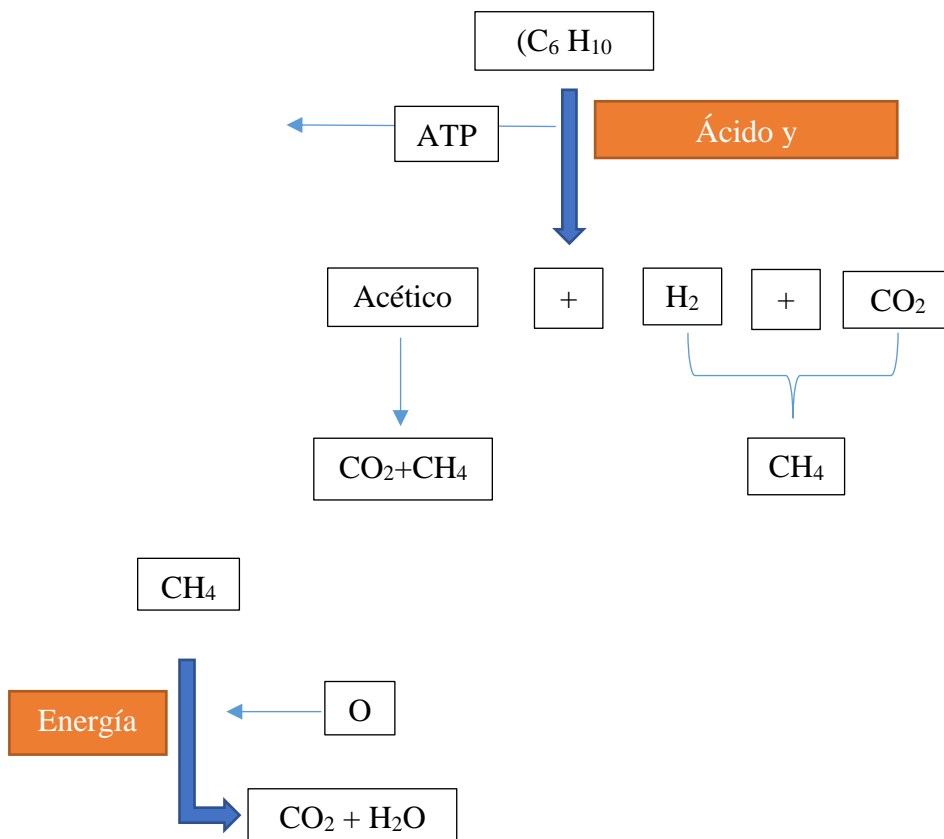 (C₆ H₁₀
ATP
Ácido y
Acético
+
H₂
+
CO₂
CO₂+CH₄
CH₄
CH₄
Energía
O
CO₂ + H₂O